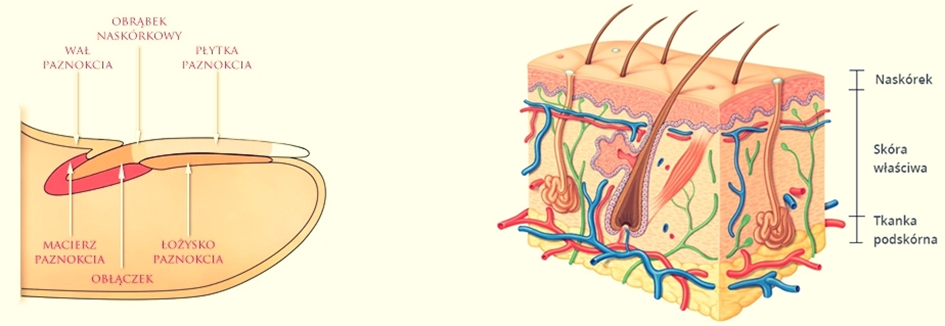 OBRĄBEK
NASKÓRKOWY
WAŁ
PAZNOKCIA
PŁYTKA
PAZNOKCIA
MACIERZ
PAZNOKCIA
ŁOŻYSKO
PAZNOKCIA
OBŁĄCZEK
Naskórek
Skóra
właściwa
Tkanka
podskórna